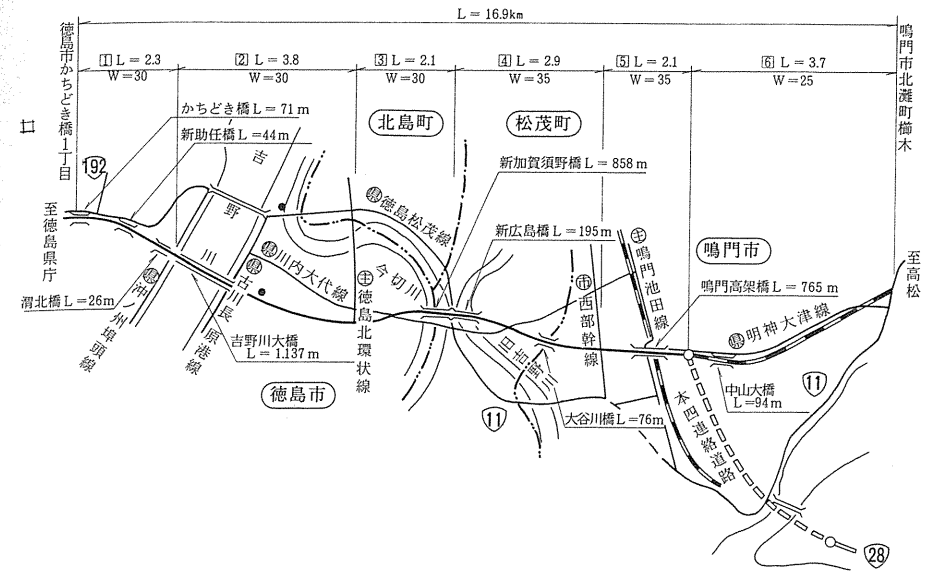 L = 16.9km
徳島市かちどき橋1丁目
鳴門市北灘町櫛木
1 L = 2.3
W = 30
2 L = 3.8
W = 30
3 L = 2.1
W = 30
4 L = 2.9
W = 35
5 L = 2.1
W = 35
6 L = 3.7
W = 25
かちどき橋 L = 71m
新助任橋 L = 44m
北島町
松茂町
192
吉
野
川
新加賀須野橋 L = 858m
県徳島松茂線
至徳島県庁
新広島橋 L = 195m
主鳴門池田線
鳴門市
至高松
鳴門高架橋 L = 765m
県川内大代線
今切川
県沖ノ洲埠頭線
県古川長原港線
主徳島北環状線
市西部幹線
県明神大津線
渭北橋 L = 26m
吉野川大橋
L = 1.137m
旧吉野川
徳島市
11
大谷川橋 L = 76m
本四連絡道路
中山大橋
L = 94m
11
28